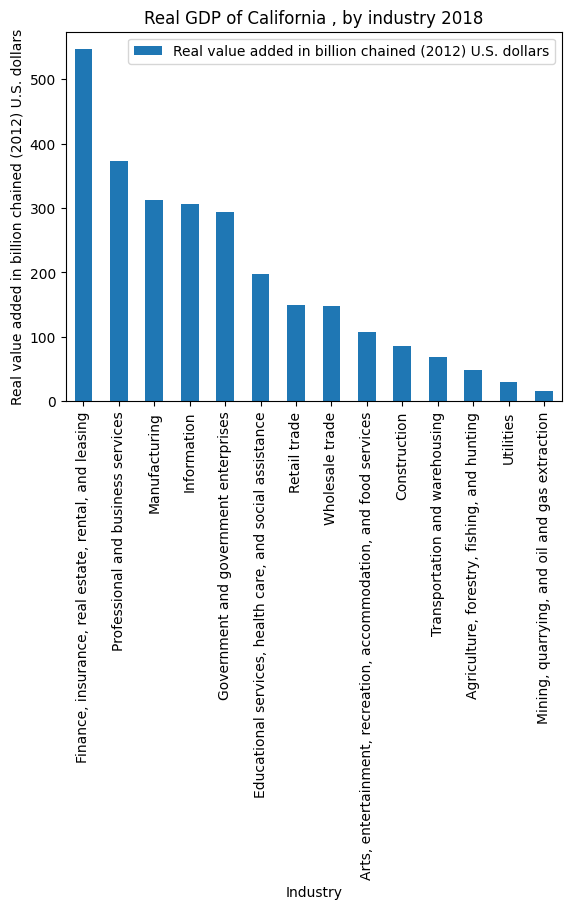 Real GDP of California , by industry 2018
Real value added in billion chained (2012) U.S. dollars
Real value added in billion chained (2012) U.S. dollars
500
400
300
200
100
0
Finance, insurance, real estate, rental, and leasing
Professional and business services
Manufacturing
Information
Government and government enterprises
Educational services, health care, and social assistance
Retail trade
Wholesale trade
Arts, entertainment, recreation, accommodation, and food services
Construction
Transportation and warehousing
Agriculture, forestry, fishing, and hunting
Utilities
Mining, quarrying, and oil and gas extraction
Industry